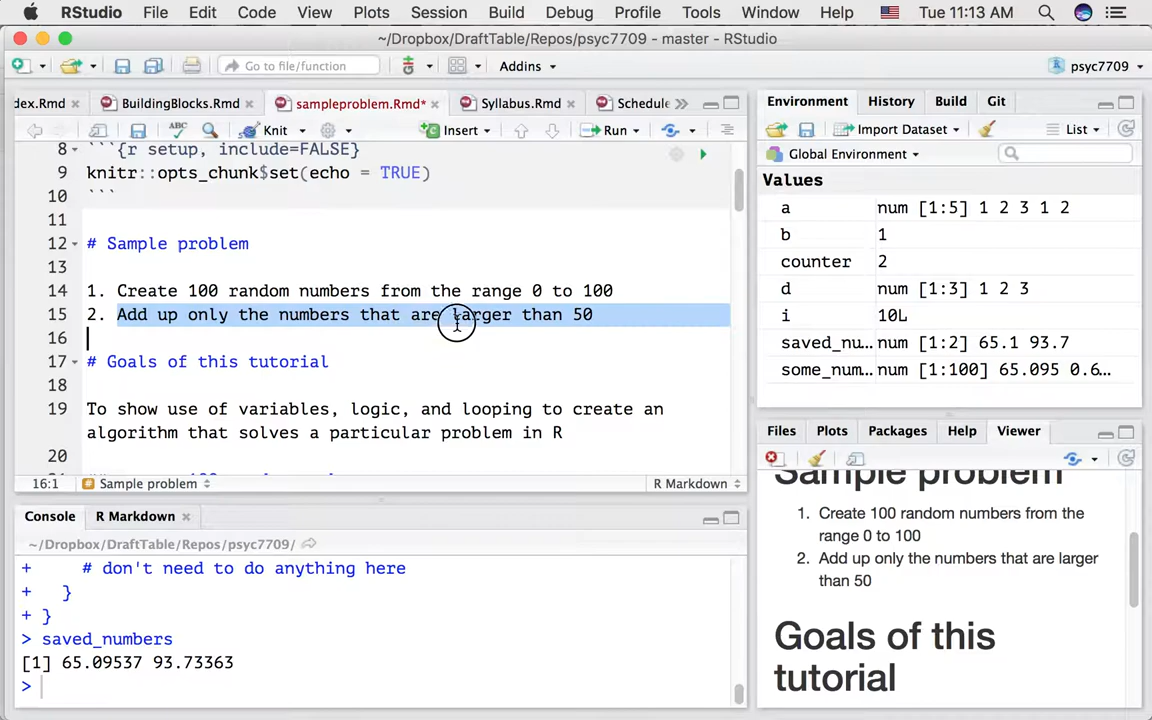 RStudio File Edit Code View Plots Session Build Debug Profile Tools Window Help Tue 11:13 AM
~/Dropbox/DraftTable/Repos/psyc7709 - master - RStudio
Go to file/function Addins psyc7709
dex.Rmd BuildingBlocks.Rmd sampleproblem.Rmd* Syllabus.Rmd Schedule
ABC Knit Insert Run
8 ```{r setup, include=FALSE}
9 knitr::opts_chunk$set(echo = TRUE)
10 ```
11
12 # Sample problem
13
14 1. Create 100 random numbers from the range 0 to 100
15 2. Add up only the numbers that are larger than 50
16
17 # Goals of this tutorial
18
19 To show use of variables, logic, and looping to create an
algorithm that solves a particular problem in R
20
16:1 # Sample problem R Markdown
Console R Markdown
~/Dropbox/DraftTable/Repos/psyc7709/
+ # don't need to do anything here
+ }
+ }
> saved_numbers
[1] 65.09537 93.73363
>
Environment History Build Git
Import Dataset List
Global Environment
Values
a num [1:5] 1 2 3 1 2
b 1
counter 2
d num [1:3] 1 2 3
i 10L
saved_nu… num [1:2] 65.1 93.7
some_num… num [1:100] 65.095 0.6…
Files Plots Packages Help Viewer
Sample problem
1. Create 100 random numbers from the
range 0 to 100
2. Add up only the numbers that are larger
than 50
Goals of this
tutorial